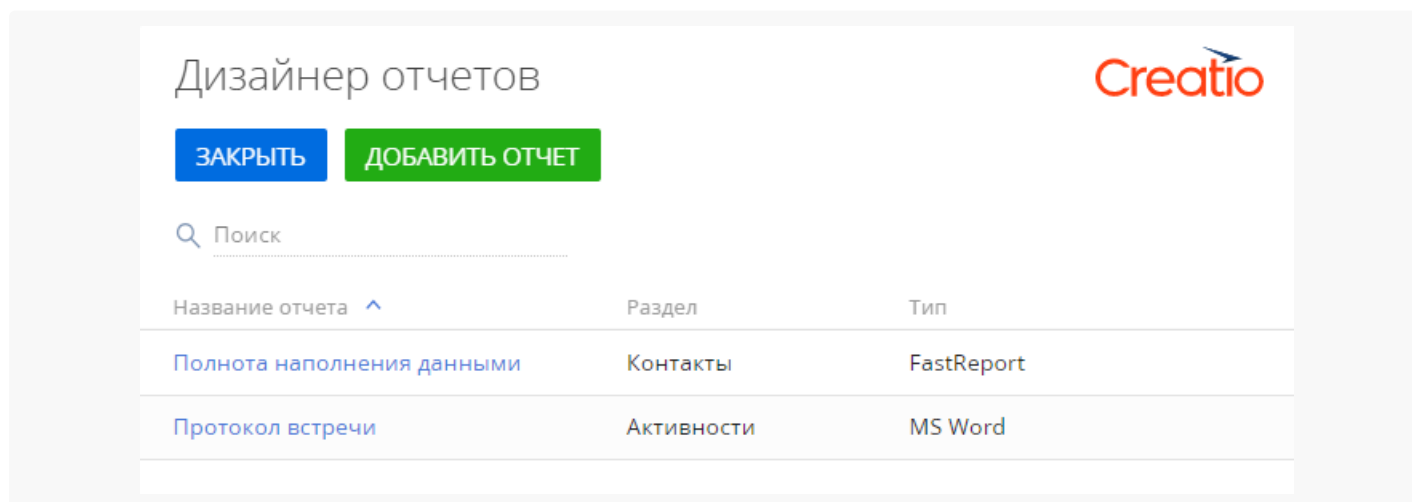 Дизайнер отчетов
Creatio
ЗАКРЫТЬ ДОБАВИТЬ ОТЧЕТ
Поиск
Название отчета Раздел Тип
Полнота наполнения данными Контакты FastReport
Протокол встречи Активности MS Word